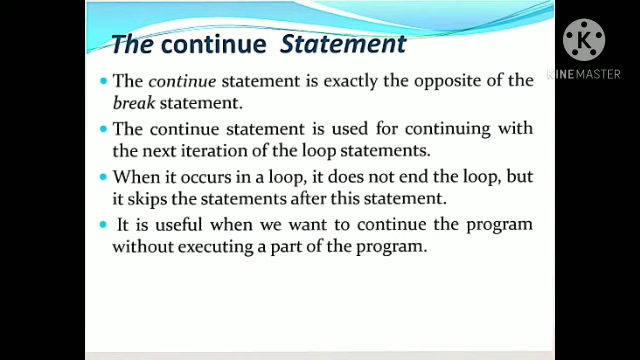 The continue Statement
K
KINEMASTER
• The continue statement is exactly the opposite of the
break statement.
• The continue statement is used for continuing with
the next iteration of the loop statements.
• When it occurs in a loop, it does not end the loop, but
it skips the statements after this statement.
• It is useful when we want to continue the program
without executing a part of the program.